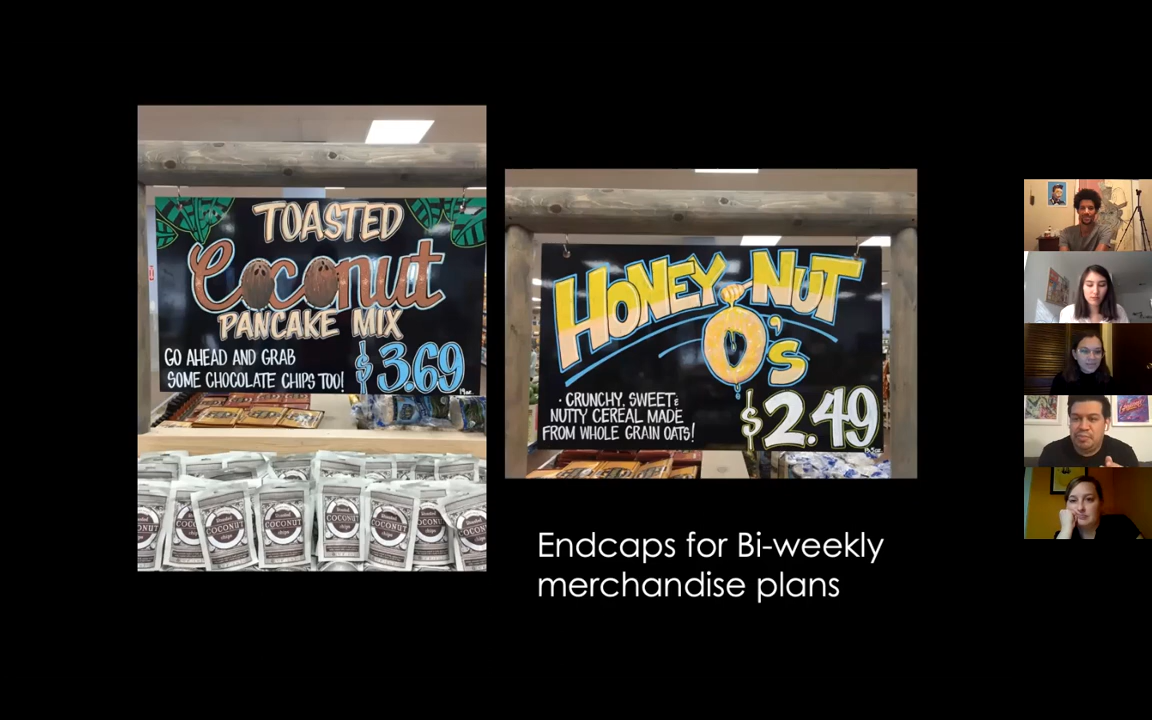 TOASTED
Coconut
PANCAKE MIX
GO AHEAD AND GRAB
SOME CHOCOLATE CHIPS TOO!
$3.69
COCONUT
COCONUT
COCONUT
COCONUT
HONEY NUT
O's
· CRUNCHY, SWEET &
NUTTY CEREAL MADE
FROM WHOLE GRAIN OATS!
$2.49
Endcaps for Bi-weekly
merchandise plans